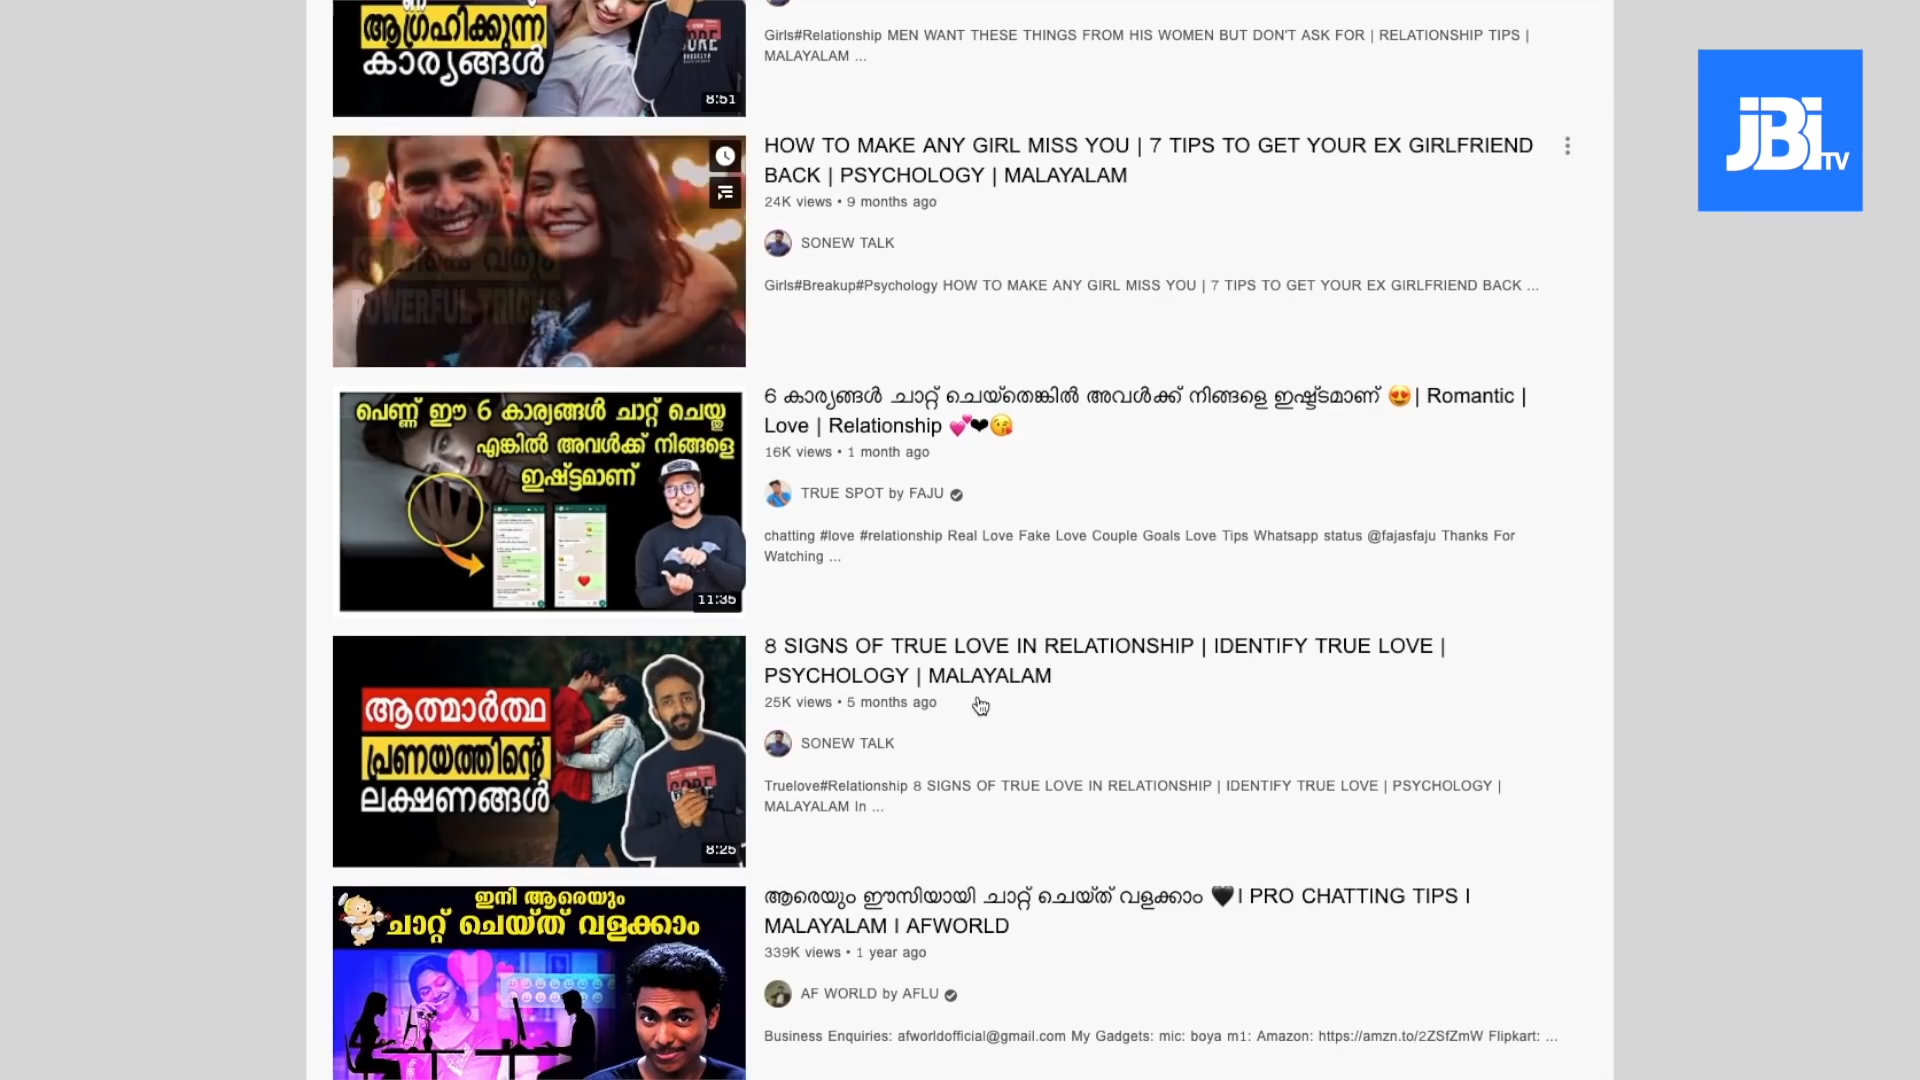 ആഗ്രഹിക്കുന്ന
കാര്യങ്ങൾ
8:51
Girls#Relationship MEN WANT THESE THINGS FROM HIS WOMEN BUT DON'T ASK FOR | RELATIONSHIP TIPS |
MALAYALAM ...
JBi TV
HOW TO MAKE ANY GIRL MISS YOU | 7 TIPS TO GET YOUR EX GIRLFRIEND
BACK | PSYCHOLOGY | MALAYALAM
24K views • 9 months ago
SONEW TALK
Girls#Breakup#Psychology HOW TO MAKE ANY GIRL MISS YOU | 7 TIPS TO GET YOUR EX GIRLFRIEND BACK ...
വരും
POWERFUL TRICKS
പെണ്ണ് ഈ 6 കാര്യങ്ങൾ ചാറ്റ് ചെയ്തു
എങ്കിൽ അവൾക്ക് നിങ്ങളെ
ഇഷ്ട്ടമാണ്
11:35
6 കാര്യങ്ങൾ ചാറ്റ് ചെയ്തെങ്കിൽ അവൾക്ക് നിങ്ങളെ ഇഷ്ട്ടമാണ് 😍| Romantic |
Love | Relationship 💕❤😘
16K views • 1 month ago
TRUE SPOT by FAJU
chatting #love #relationship Real Love Fake Love Couple Goals Love Tips Whatsapp status @fajasfaju Thanks For
Watching ...
ആത്മാർത്ഥ
പ്രണയത്തിന്റെ
ലക്ഷണങ്ങൾ
8:25
8 SIGNS OF TRUE LOVE IN RELATIONSHIP | IDENTIFY TRUE LOVE |
PSYCHOLOGY | MALAYALAM
25K views • 5 months ago
SONEW TALK
Truelove#Relationship 8 SIGNS OF TRUE LOVE IN RELATIONSHIP | IDENTIFY TRUE LOVE | PSYCHOLOGY |
MALAYALAM In ...
ഇനി ആരെയും
ചാറ്റ് ചെയ്ത് വളക്കാം
ആരെയും ഈസിയായി ചാറ്റ് ചെയ്ത് വളക്കാം 🖤I PRO CHATTING TIPS I
MALAYALAM I AFWORLD
339K views • 1 year ago
AF WORLD by AFLU
Business Enquiries: afworldofficial@gmail.com My Gadgets: mic: boya m1: Amazon: https://amzn.to/2ZSfZmW Flipkart: ...